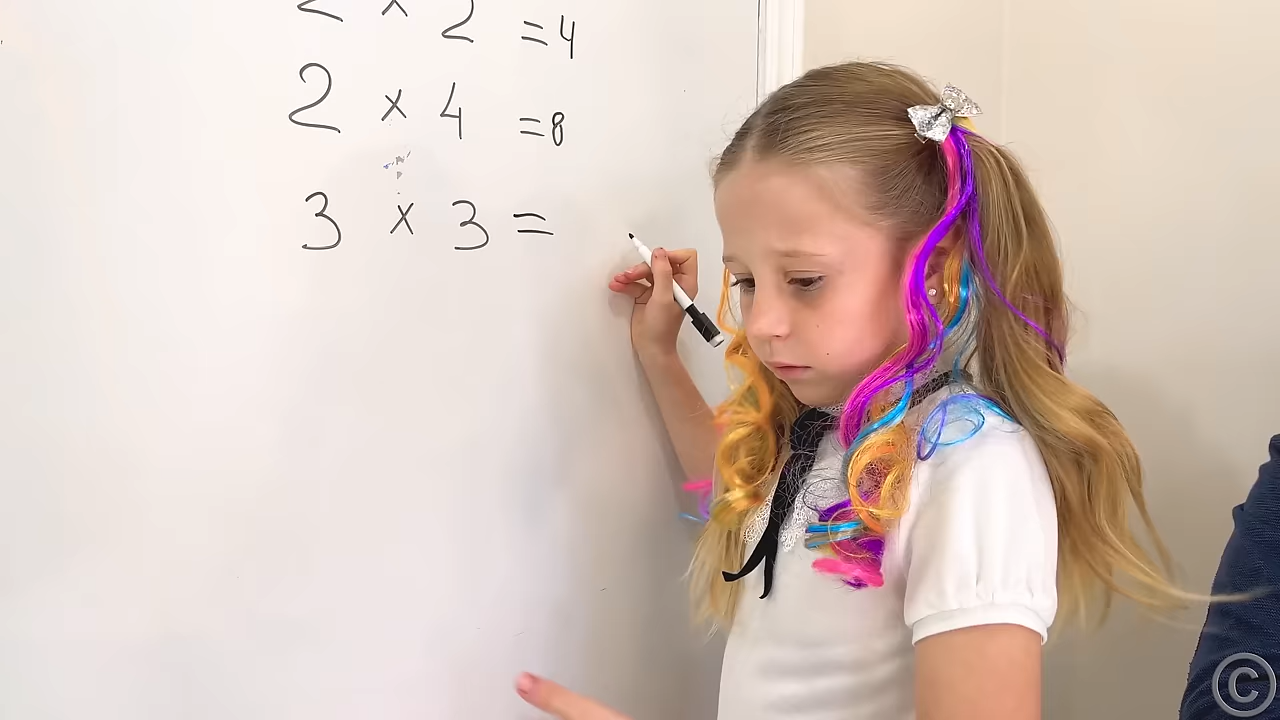 2 x 2 = 4
2 x 4 = 8
3 x 3 =
©